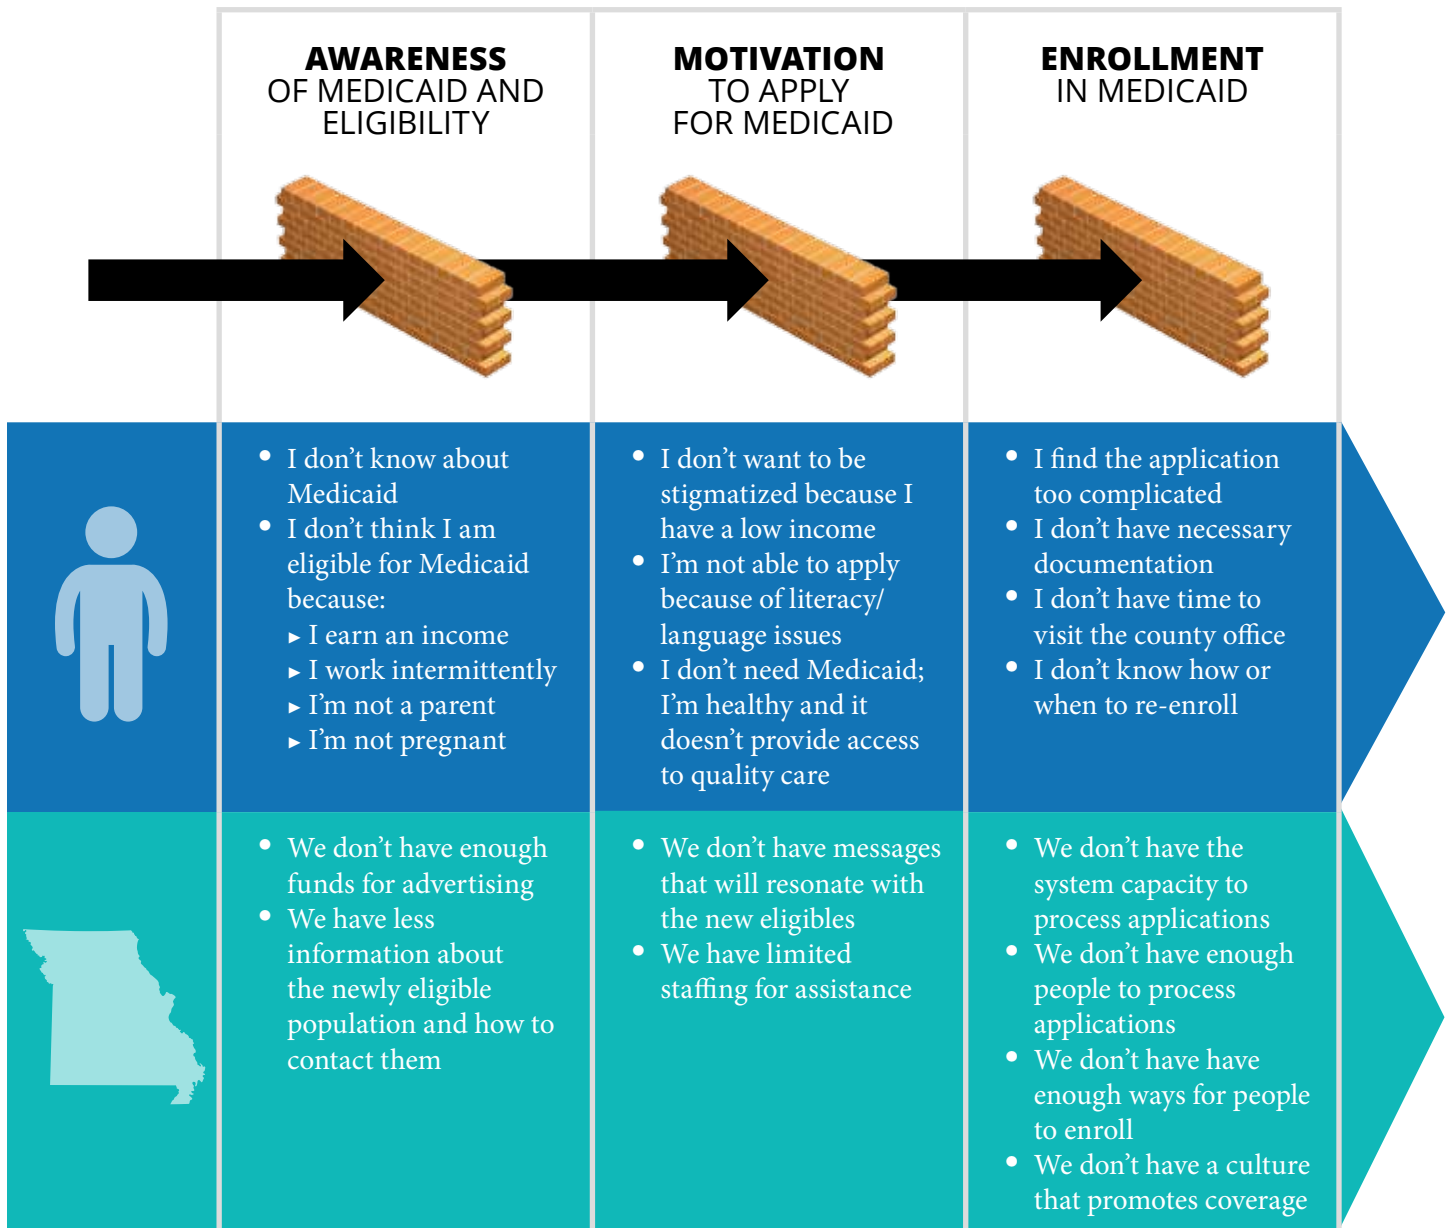 AWARENESS
OF MEDICAID AND
ELIGIBILITY
MOTIVATION
TO APPLY
FOR MEDICAID
ENROLLMENT
IN MEDICAID
• I don't know about
Medicaid
• I don't think I am
eligible for Medicaid
because:
▸ I earn an income
▸ I work intermittently
▸ I'm not a parent
▸ I'm not pregnant
• I don't want to be
stigmatized because I
have a low income
• I'm not able to apply
because of literacy/
language issues
• I don't need Medicaid;
I'm healthy and it
doesn't provide access
to quality care
• I find the application
too complicated
• I don't have necessary
documentation
• I don't have time to
visit the county office
• I don't know how or
when to re-enroll
• We don't have enough
funds for advertising
• We have less
information about
the newly eligible
population and how to
contact them
• We don't have messages
that will resonate with
the new eligibles
• We have limited
staffing for assistance
• We don't have the
system capacity to
process applications
• We don't have enough
people to process
applications
• We don't have have
enough ways for people
to enroll
• We don't have a culture
that promotes coverage